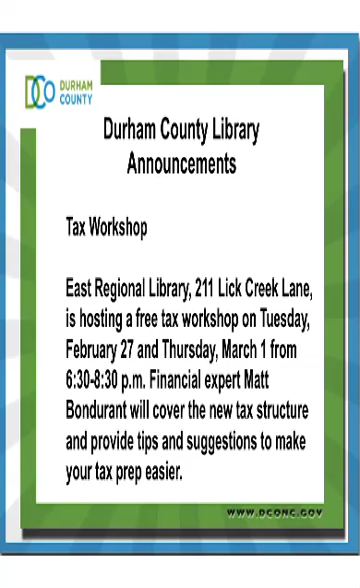 DCO DURHAM
COUNTY
Durham County Library
Announcements
Tax Workshop
East Regional Library, 211 Lick Creek Lane,
is hosting a free tax workshop on Tuesday,
February 27 and Thursday, March 1 from
6:30-8:30 p.m. Financial expert Matt
Bondurant will cover the new tax structure
and provide tips and suggestions to make
your tax prep easier.
WWW.DCONC.GOV